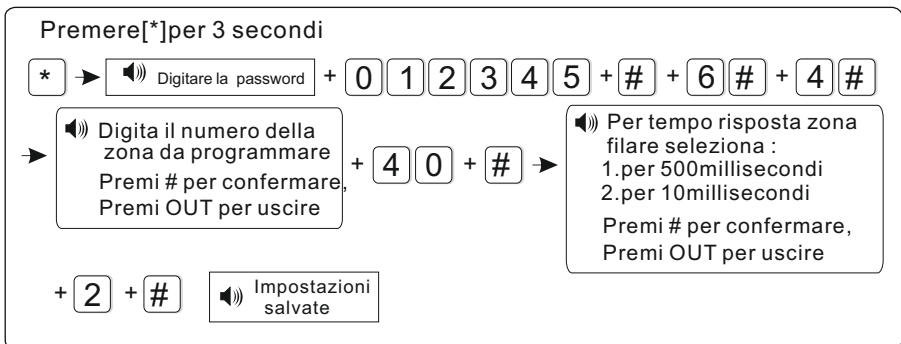 Premere[*]per 3 secondi
* → Digitare la password + 0 1 2 3 4 5 + # + 6 # + 4 #
→ Digita il numero della
zona da programmare
Premi # per confermare,
Premi OUT per uscire
+ 4 0 + # →
Per tempo risposta zona
filare seleziona :
1.per 500millisecondi
2.per 10millisecondi
Premi # per confermare,
Premi OUT per uscire
+ 2 + #
Impostazioni
salvate